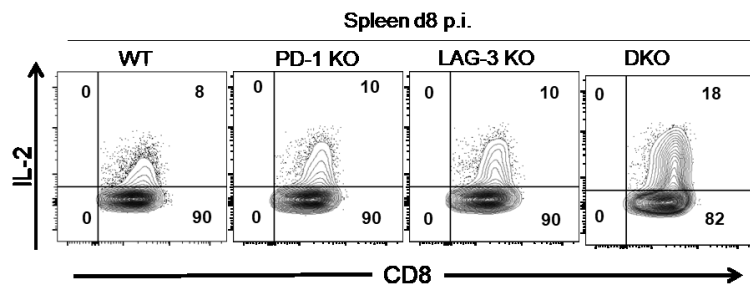 Spleen d8 p.i.
WT PD-1 KO LAG-3 KO DKO
0 8 0 10 0 10 0 18
0 90 0 90 0 90 0 82
IL-2
CD8